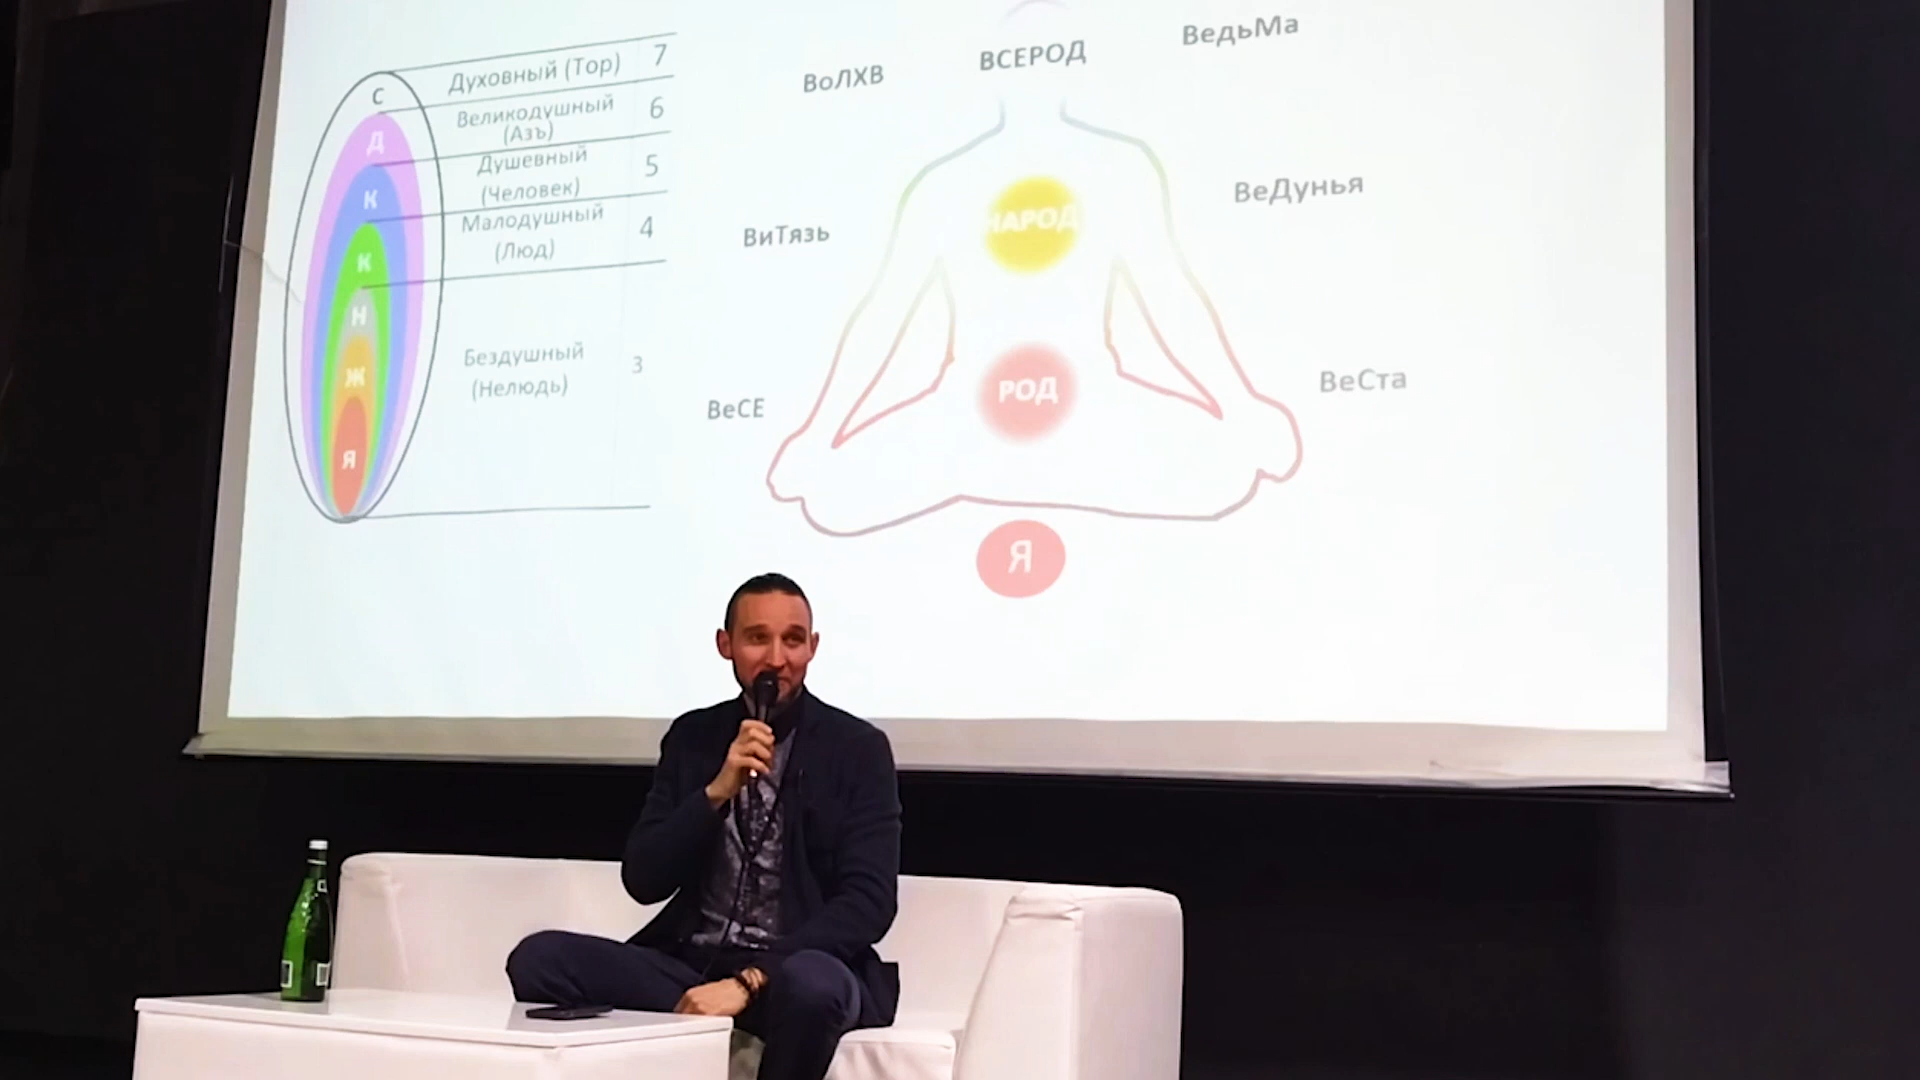 С
Д
К
К
Н
Ж
Я
Духовный (Тор) 7
Великодушный
(Азъ)
6
Душевный
(Человек)
5
Малодушный
(Люд)
4
Бездушный
(Нелюдь)
3
ВСЕРОД
ВедьМа
ВоЛХВ
ВеДунья
НАРОД
ВиТязь
ВеСта
РОД
ВеСЕ
Я